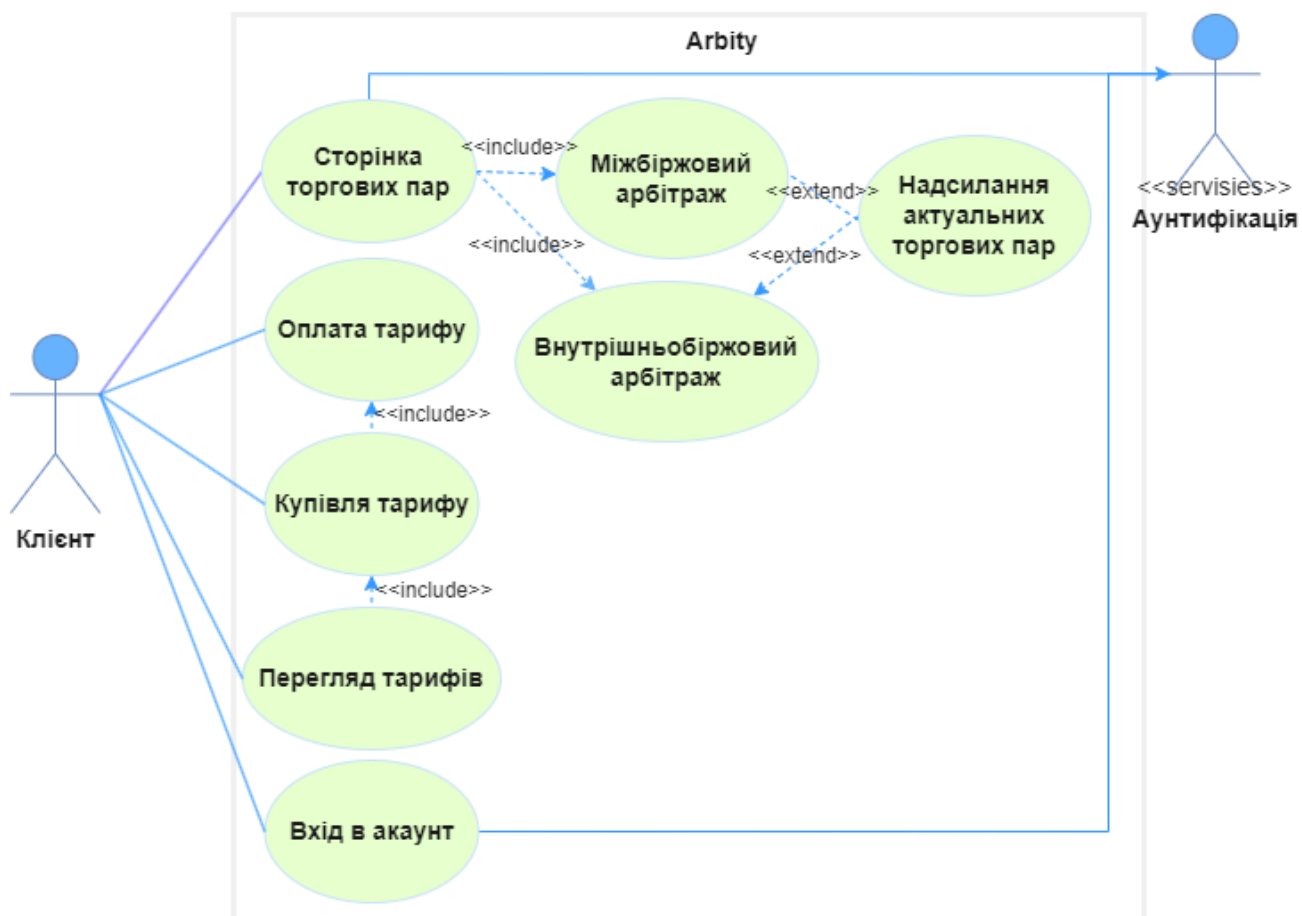 Arbity
Сторінка
торгових пар
<<include>>
Міжбіржовий
арбітраж
<<extend>>
Надсилання
актуальних
торгових пар
<<servisies>>
Аунтифікація
<<include>>
<<extend>>
Оплата тарифу
Внутрішньобіржовий
арбітраж
<<include>>
Купівля тарифу
Клієнт
<<include>>
Перегляд тарифів
Вхід в акаунт